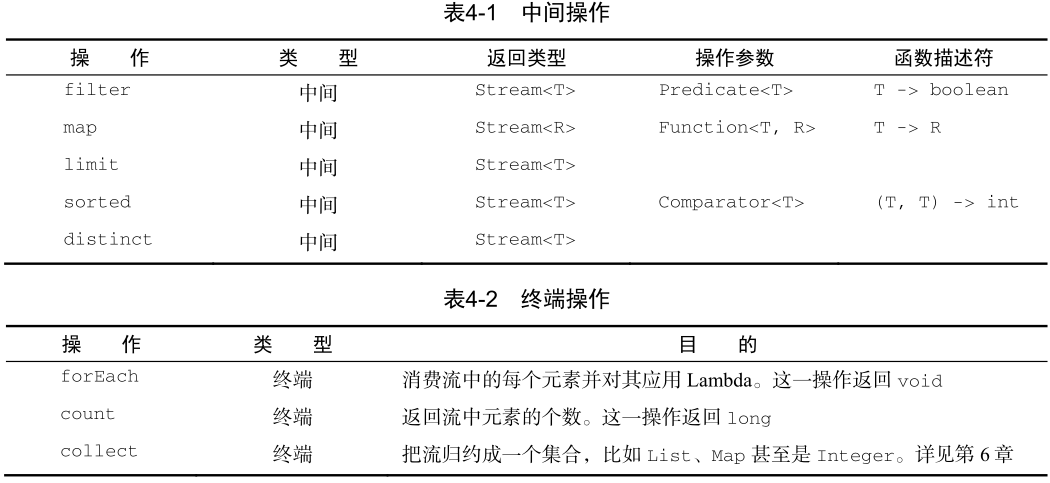 表4-1 中间操作
操 作 类 型 返回类型 操作参数 函数描述符
filter 中间 Stream<T> Predicate<T> T -> boolean
map 中间 Stream<R> Function<T, R> T -> R
limit 中间 Stream<T>
sorted 中间 Stream<T> Comparator<T> (T, T) -> int
distinct 中间 Stream<T>
表4-2 终端操作
操 作 类 型 目 的
forEach 终端 消费流中的每个元素并对其应用 Lambda。这一操作返回 void
count 终端 返回流中元素的个数。这一操作返回 long
collect 终端 把流归约成一个集合，比如 List、Map 甚至是 Integer。详见第 6 章